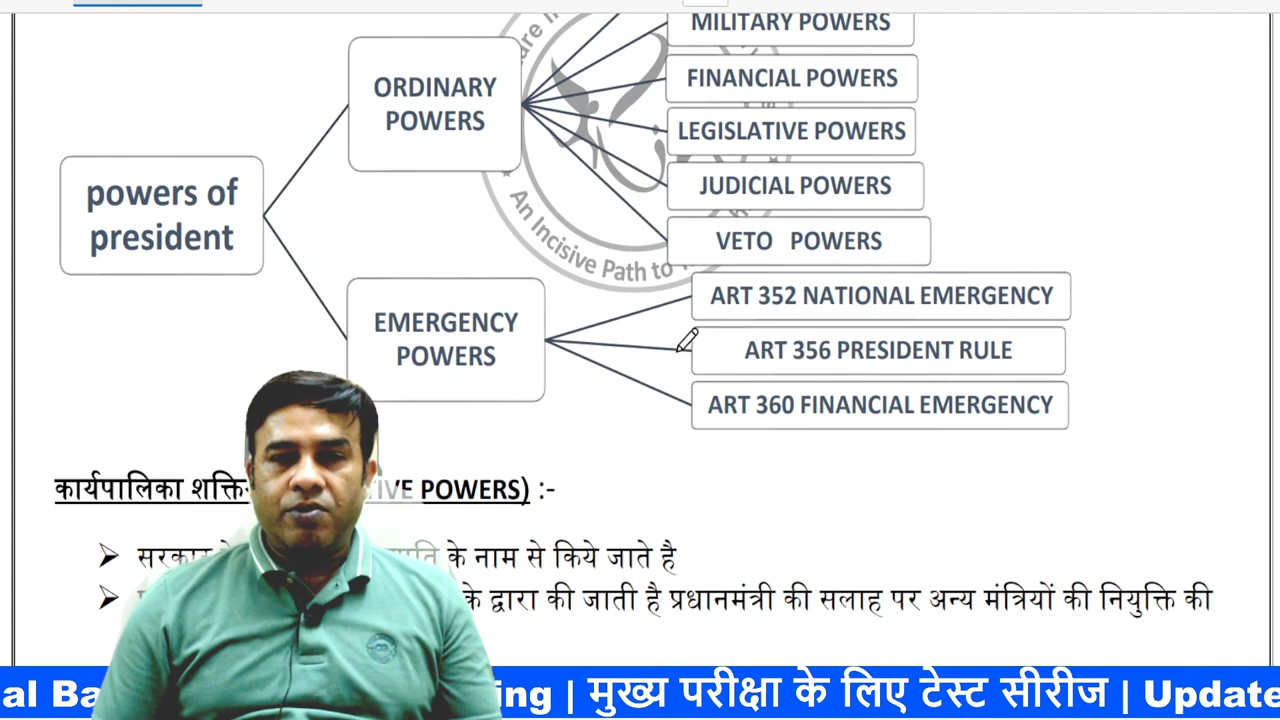 MILITARY POWERS
ORDINARY
POWERS
FINANCIAL POWERS
LEGISLATIVE POWERS
JUDICIAL POWERS
VETO POWERS
powers of
president
EMERGENCY
POWERS
ART 352 NATIONAL EMERGENCY
ART 356 PRESIDENT RULE
ART 360 FINANCIAL EMERGENCY
An Incisive Path to
कार्यपालिका POWERS) :-
➤ के नाम से किये जाते है
➤ के द्वारा की जाती है प्रधानमंत्री की सलाह पर अन्य मंत्रियों की नियुक्ति की
al Ba ing | मुख्य परीक्षा के लिए टेस्ट सीरीज | Update